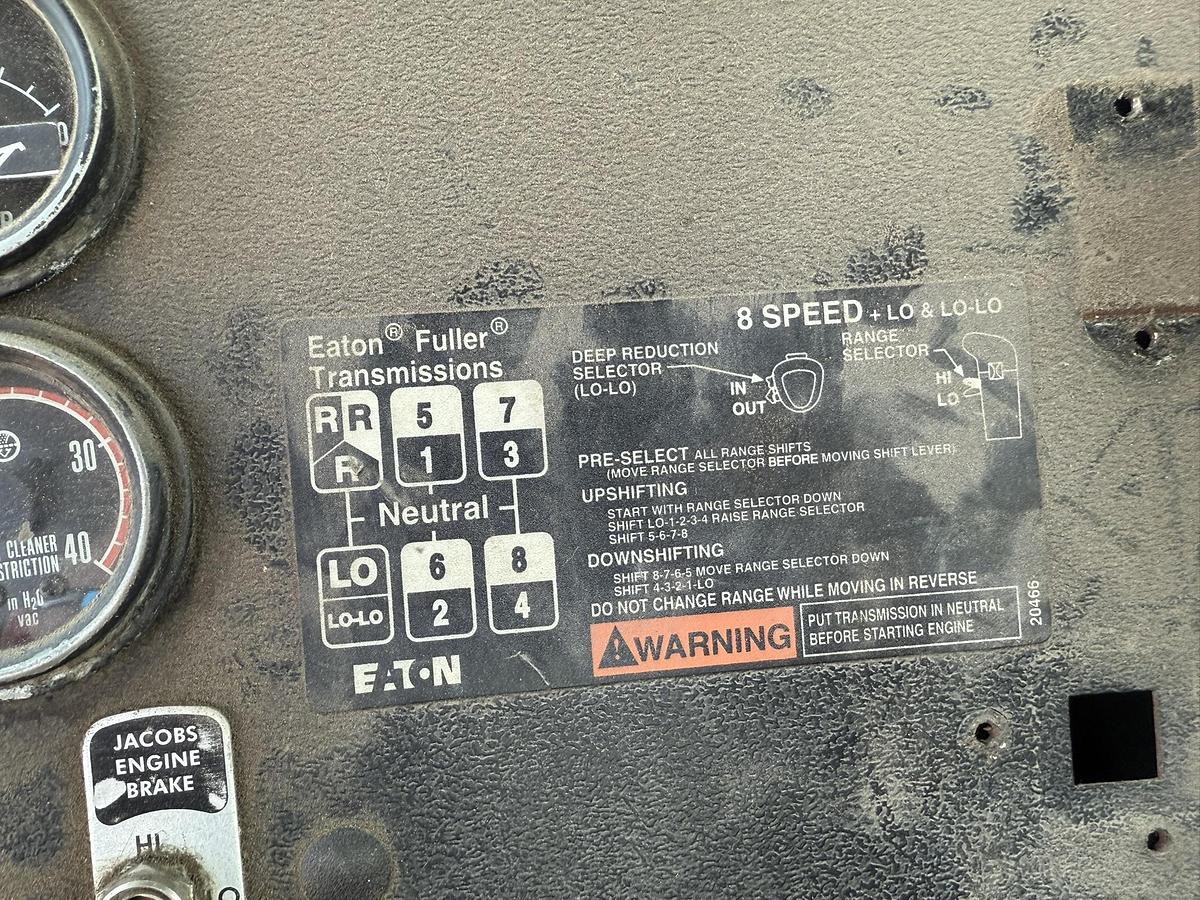 Eaton® Fuller®
Transmissions
R R
R
5
1
7
3
Neutral
LO
LO-LO
6
2
8
4
EATON
8 SPEED + LO & LO-LO
DEEP REDUCTION
SELECTOR
(LO-LO)
IN
OUT
RANGE
SELECTOR
HI
LO
PRE-SELECT ALL RANGE SHIFTS
(MOVE RANGE SELECTOR BEFORE MOVING SHIFT LEVER)
UPSHIFTING
START WITH RANGE SELECTOR DOWN
SHIFT LO-1-2-3-4 RAISE RANGE SELECTOR
SHIFT 5-6-7-8
DOWNSHIFTING
SHIFT 8-7-6-5 MOVE RANGE SELECTOR DOWN
SHIFT 4-3-2-1-LO
DO NOT CHANGE RANGE WHILE MOVING IN REVERSE
WARNING
PUT TRANSMISSION IN NEUTRAL
BEFORE STARTING ENGINE
20466
30
40
CLEANER
STRICTION
in H₂O
vac
JACOBS
ENGINE
BRAKE
HI